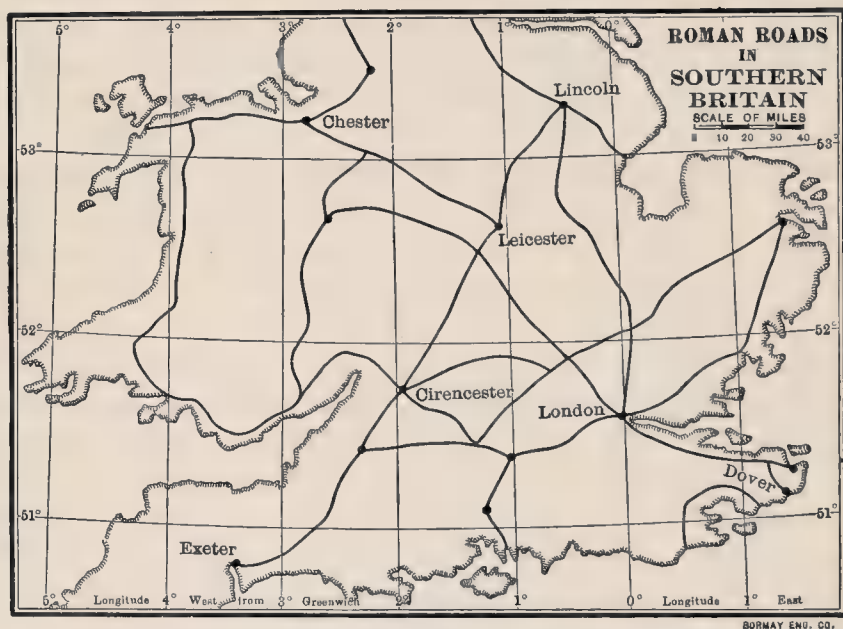 5° 4° 3° 2° 1° 0°
ROMAN ROADS
IN
SOUTHERN
BRITAIN
SCALE OF MILES
0 10 20 30 40
Lincoln
Chester
53° 53°
Leicester
52° 52°
Cirencester
London
Dover
51° 51°
Exeter
5° Longitude 4° West from 3° Greenwich 2° 1° 0° Longitude 1° East
BORMAY ENG. CO.